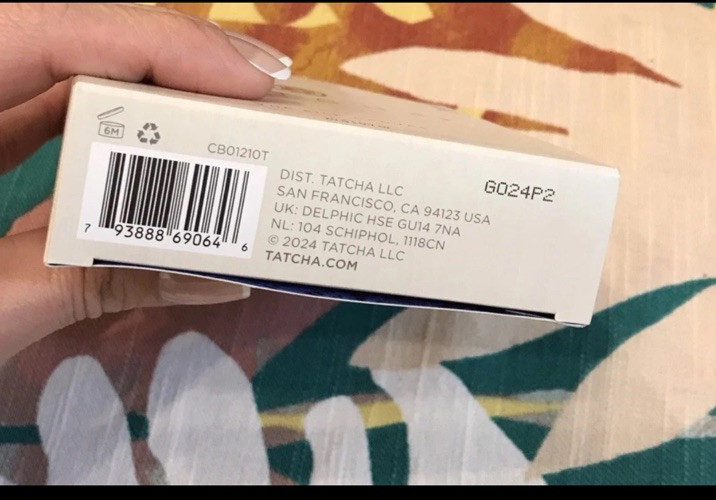 6M
CB01210T
7 93888 69064 6
DIST. TATCHA LLC
SAN FRANCISCO, CA 94123 USA
UK: DELPHIC HSE GU14 7NA
NL: 104 SCHIPHOL, 1118CN
© 2024 TATCHA LLC
TATCHA.COM
G024P2